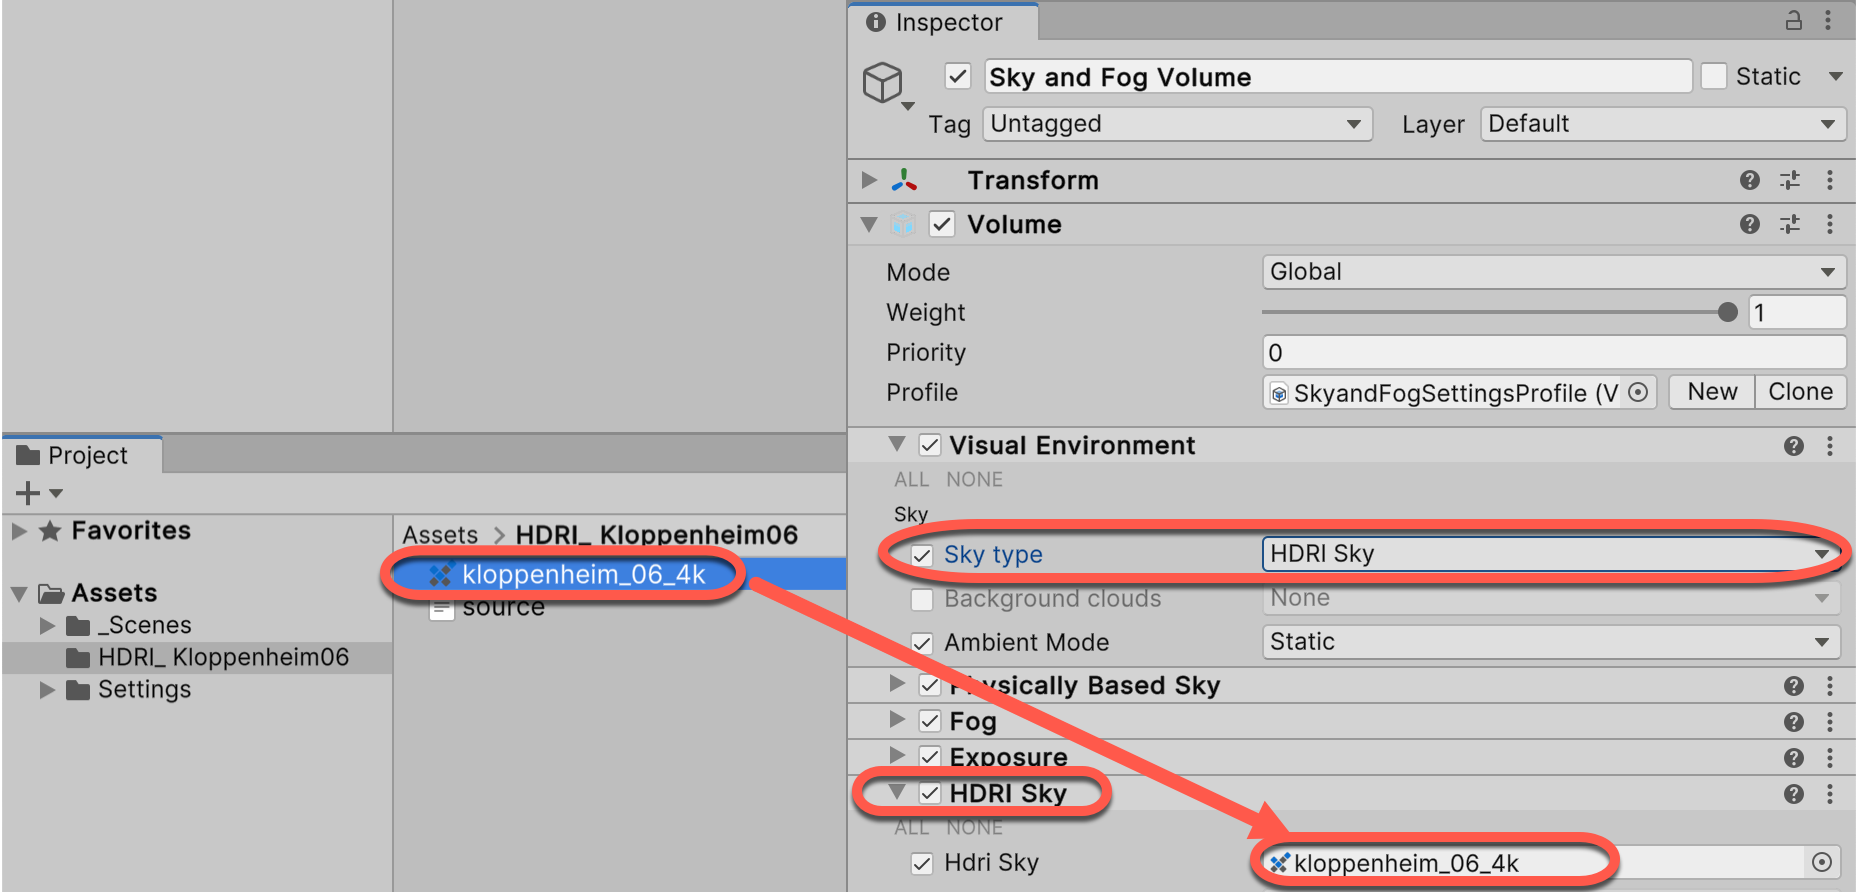 Inspector
Sky and Fog Volume
Static
Tag
Untagged
Layer
Default
Transform
Volume
Mode
Global
Weight
1
Priority
0
Profile
SkyandFogSettingsProfile (V
New
Clone
Visual Environment
ALL NONE
Sky
Sky type
HDRI Sky
Background clouds
None
Ambient Mode
Static
Physically Based Sky
Fog
Exposure
HDRI Sky
ALL NONE
Hdri Sky
kloppenheim_06_4k
Project
Favorites
Assets
_Scenes
HDRI_ Kloppenheim06
Settings
Assets > HDRI_ Kloppenheim06
kloppenheim_06_4k
source